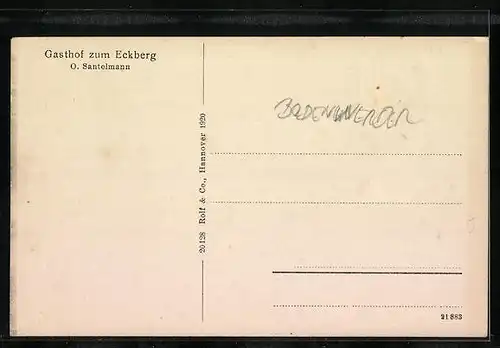 Gasthof zum Eckberg
O. Santelmann
20128 Rolf & Co., Hannover 1920
BODENWERDER
21883